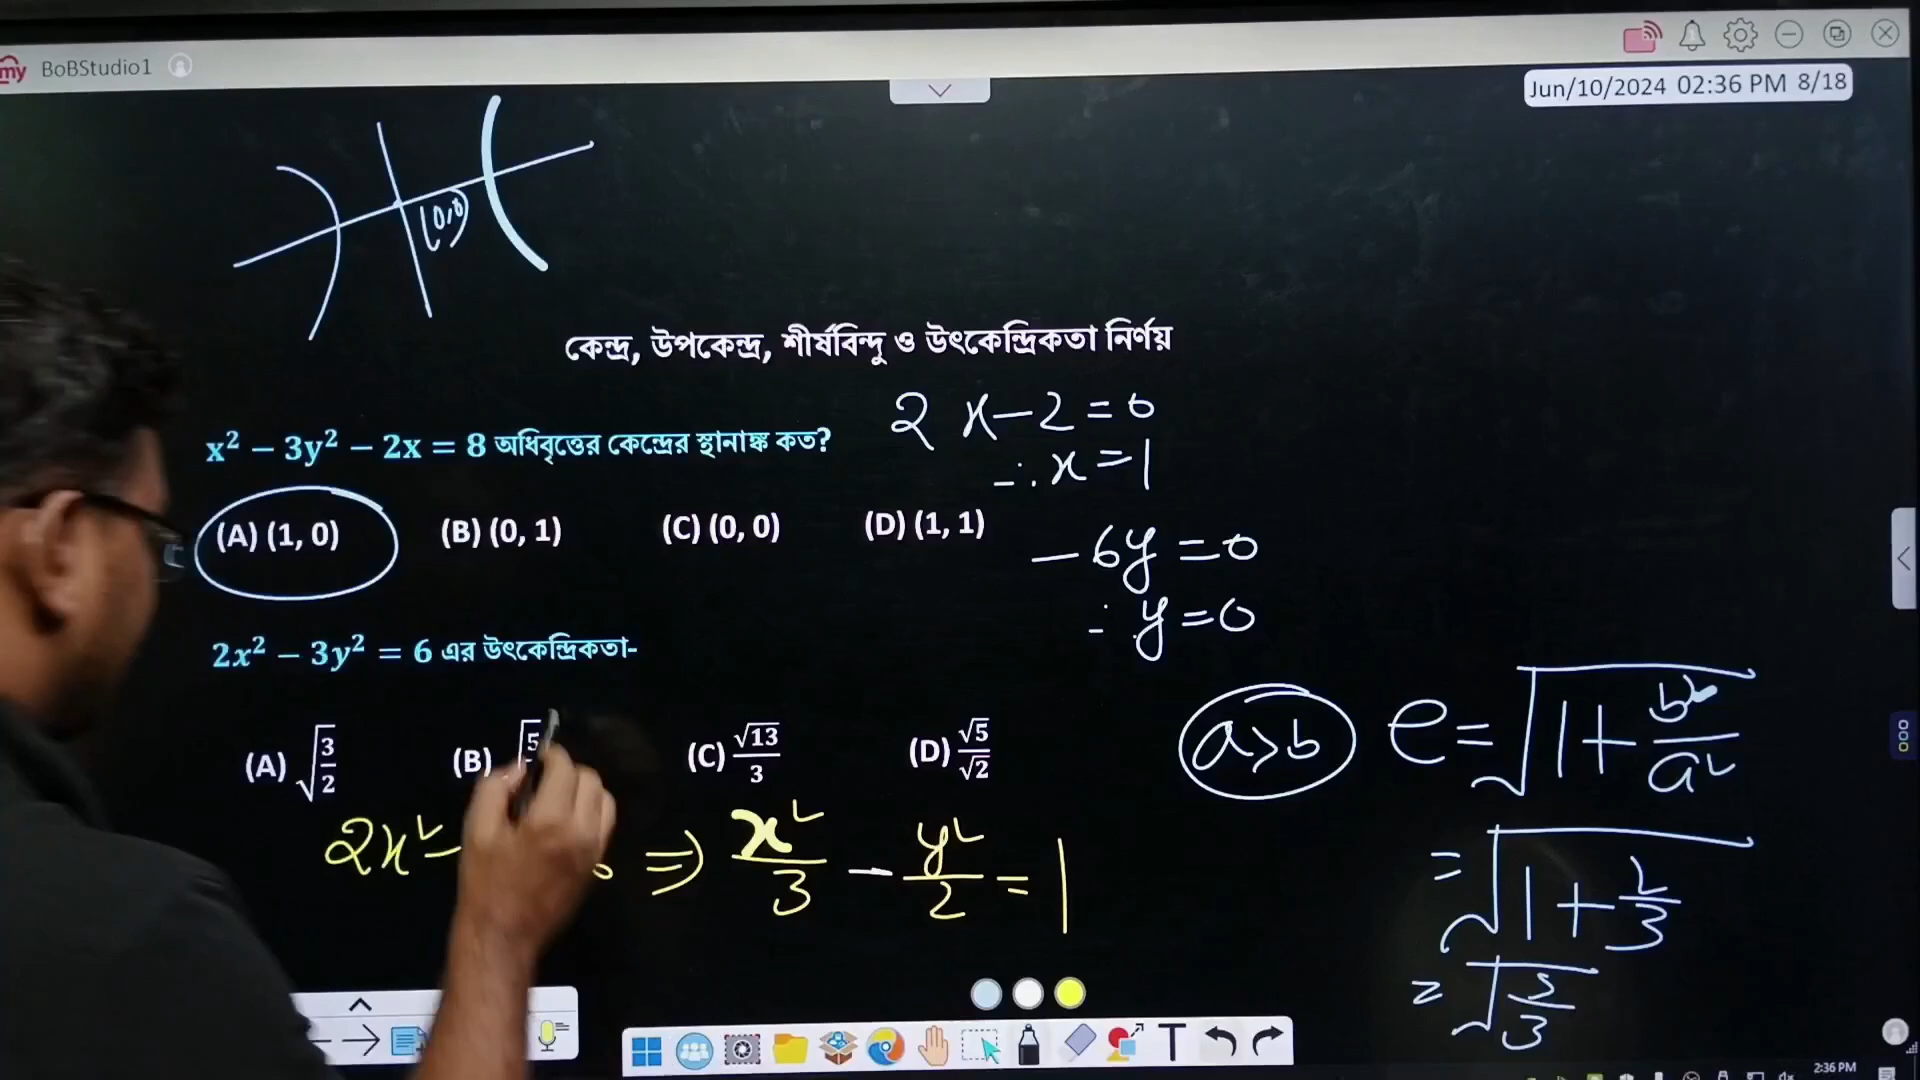 my BoBStudio1
Jun/10/2024 02:36 PM 8/18
(0,0)
কেন্দ্র, উপকেন্দ্র, শীর্ষবিন্দু ও উৎকেন্দ্রিকতা নির্ণয়
x² − 3y² − 2x = 8 অধিবৃত্তের কেন্দ্রের স্থানাঙ্ক কত?
2x−2=0
∴x=1
(A) (1, 0) (B) (0, 1) (C) (0, 0) (D) (1, 1)
−6y=0
∴y=0
2x² − 3y² = 6 এর উৎকেন্দ্রিকতা-
(A) √(3/2) (B) (C) √13/3 (D) √5/√2
a>b e=√(1+b²/a²)
2x²− ⇒ x²/3 − y²/2 = 1
=√(1+2/3)
=√(5/3)
T
2:36 PM